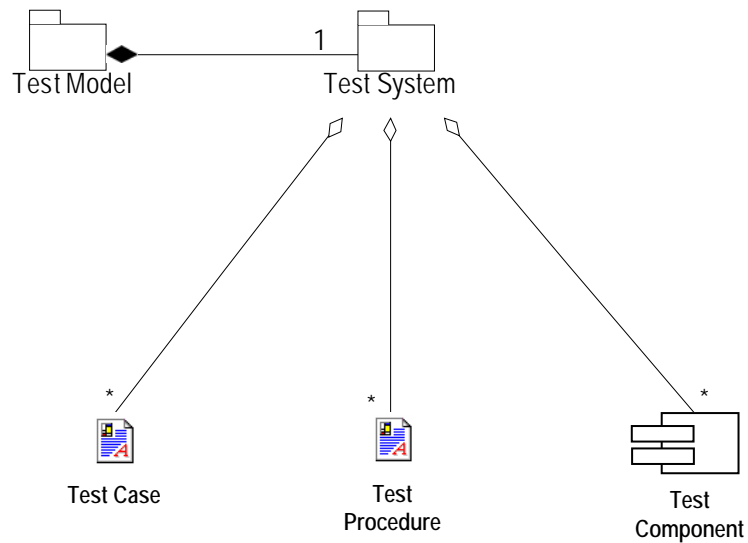 1
Test Model
Test System
*
*
*
Test Case
Test
Procedure
Test
Component